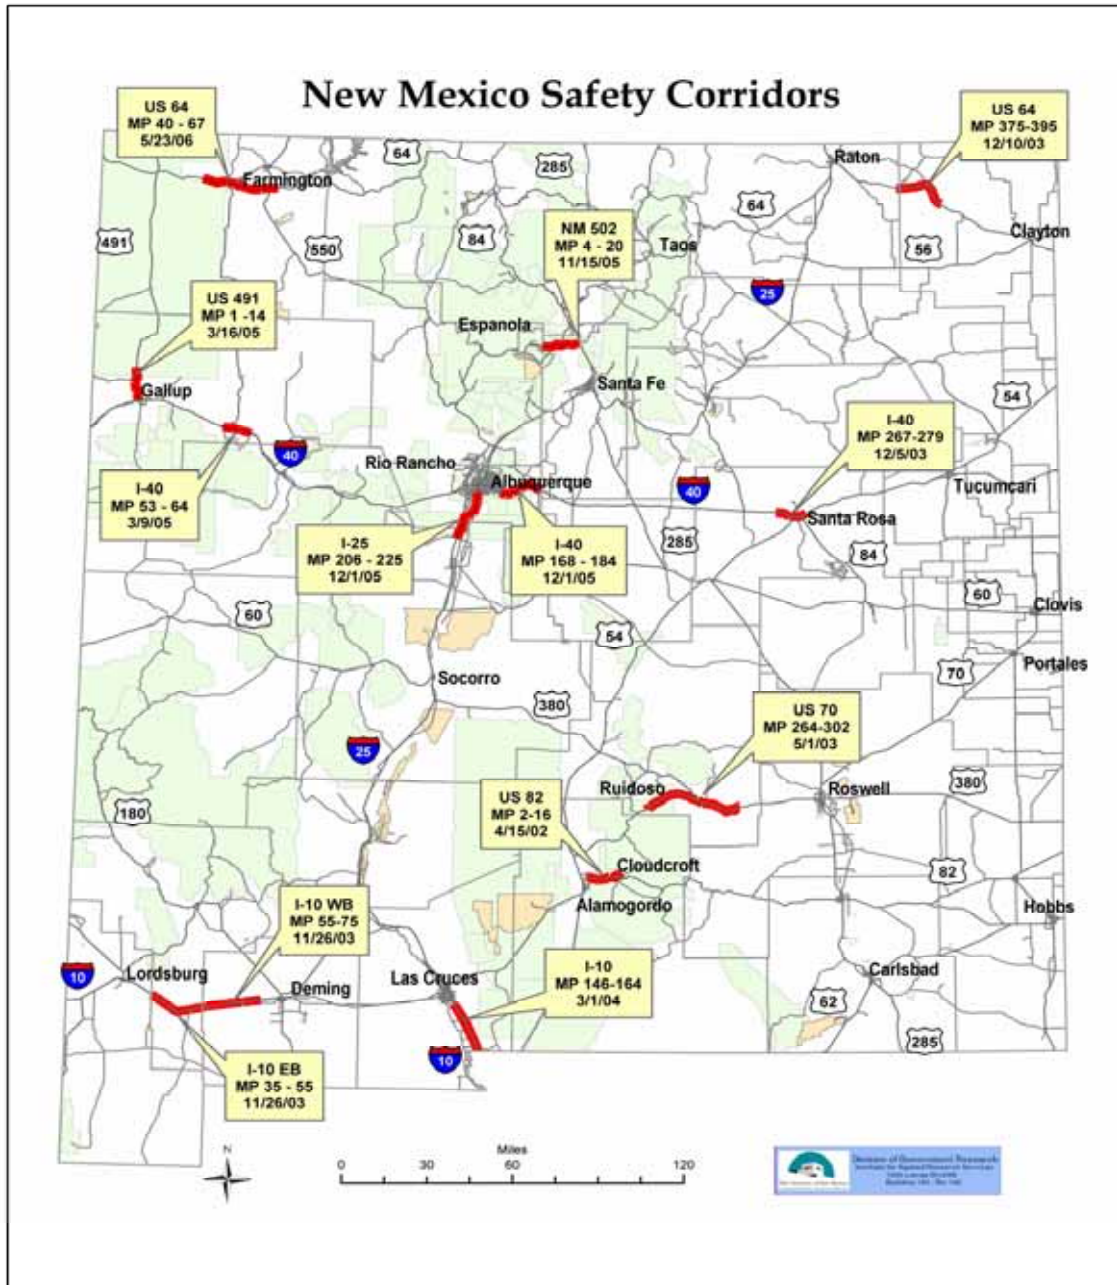 New Mexico Safety Corridors
US 64
MP 40 - 67
5/23/06
US 64
MP 375-395
12/10/03
64
285
Raton
Farmington
NM 502
MP 4 - 20
11/15/05
64
491
550
84
Taos
56
Clayton
25
US 491
MP 1 -14
3/16/05
Espanola
Gallup
Santa Fe
54
I-40
MP 267-279
12/5/03
40
Rio Rancho
Albuquerque
40
Tucumcari
I-40
MP 53 - 64
3/9/05
Santa Rosa
I-25
MP 206 - 225
12/1/05
I-40
MP 168 - 184
12/1/05
285
84
60
60
Clovis
54
Portales
Socorro
70
380
US 70
MP 264-302
5/1/03
25
Ruidoso
Roswell
380
US 82
MP 2-16
4/15/02
180
Cloudcroft
82
Alamogordo
Hobbs
I-10 WB
MP 55-75
11/26/03
10
Lordsburg
Deming
Las Cruces
I-10
MP 146-164
3/1/04
Carlsbad
62
285
10
I-10 EB
MP 35 - 55
11/26/03
N
Miles
0 30 60 120
Division of Government Research